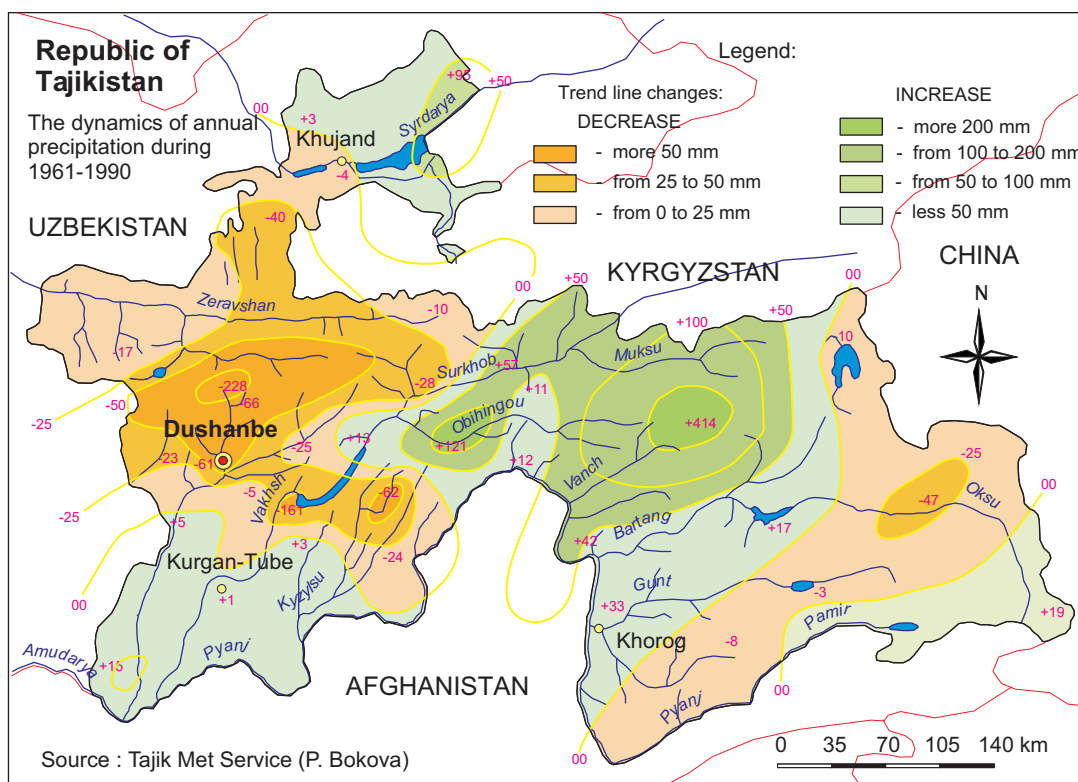 Republic of
Tajikistan
The dynamics of annual
precipitation during
1961-1990
Legend:
Trend line changes:
DECREASE
- more 50 mm
- from 25 to 50 mm
- from 0 to 25 mm
INCREASE
- more 200 mm
- from 100 to 200 mm
- from 50 to 100 mm
- less 50 mm
+95
+50
00
+3
Khujand
Syrdarya
-4
-40
UZBEKISTAN
KYRGYZSTAN
CHINA
N
00
+50
00
Zeravshan
-10
+100
+50
10
-17
Surkhob
+57
Muksu
-28
+11
-228
-66
-50
-25
Obihingou
+414
Dushanbe
+13
-25
+121
-23
-61
+12
Vanch
-25
Oksu
-47
00
-5
Vakhsh
-62
-161
-25
+5
Bartang
+17
+3
+42
-24
Kurgan-Tube
Kyzylsu
Gunt
00
+1
-3
+33
Pamir
+19
Khorog
-8
Pyanj
Amudarya
+15
AFGHANISTAN
Pyanj
00
00
Source : Tajik Met Service (P. Bokova)
0 35 70 105 140 km